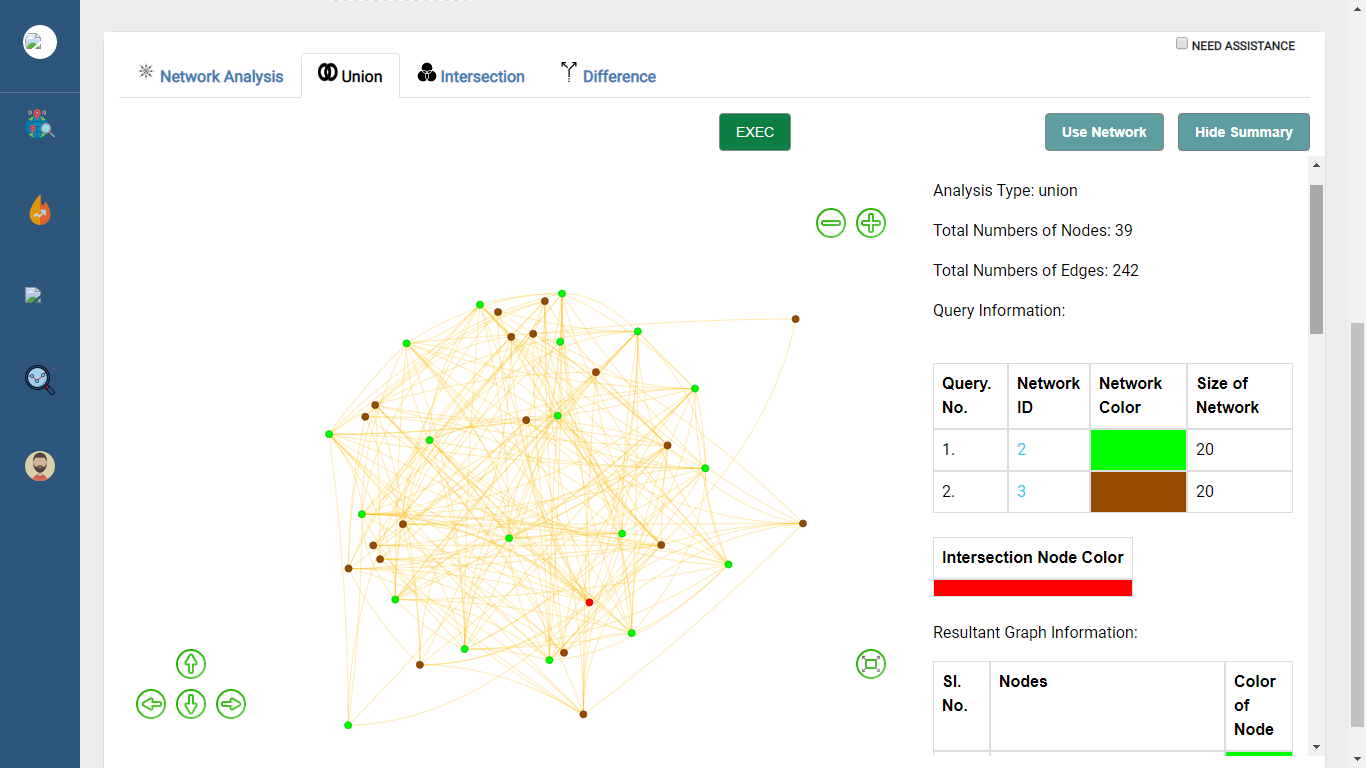 NEED ASSISTANCE
Network Analysis
Union
Intersection
Difference
EXEC
Use Network
Hide Summary
Analysis Type: union
Total Numbers of Nodes: 39
Total Numbers of Edges: 242
Query Information:
Query. No.
Network ID
Network Color
Size of Network
1.
2
20
2.
3
20
Intersection Node Color
Resultant Graph Information:
Sl. No.
Nodes
Color of Node